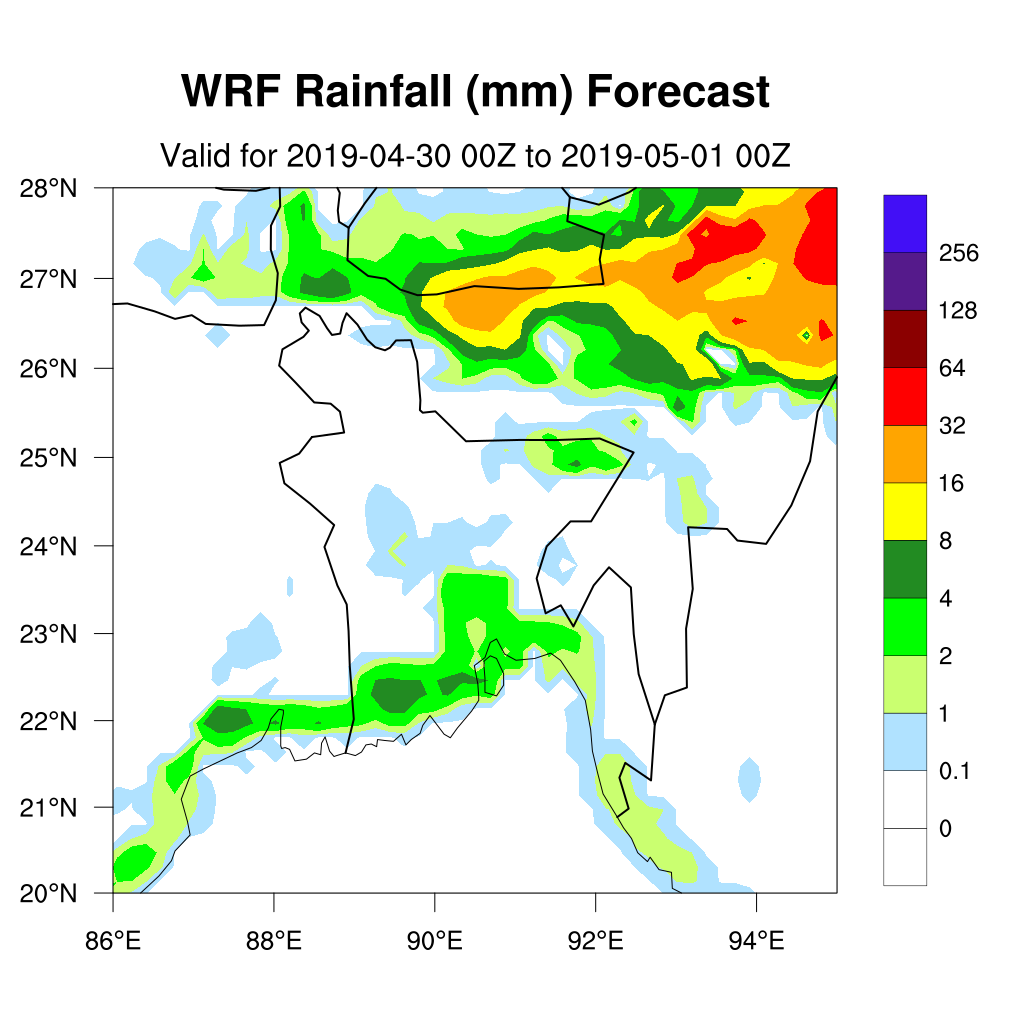 WRF Rainfall (mm) Forecast
Valid for 2019-04-30 00Z to 2019-05-01 00Z
28°N
27°N
26°N
25°N
24°N
23°N
22°N
21°N
20°N
86°E 88°E 90°E 92°E 94°E
256
128
64
32
16
8
4
2
1
0.1
0